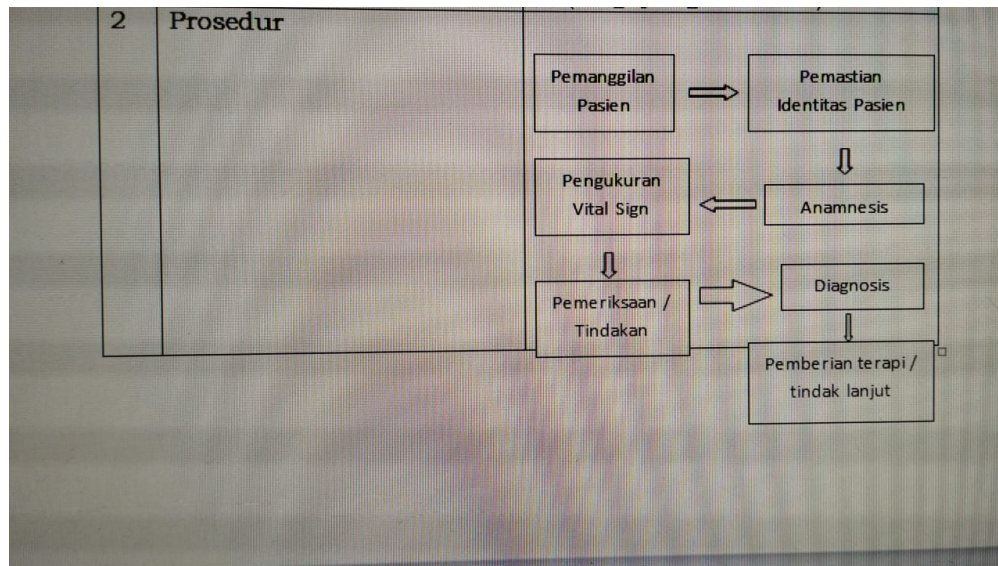 2
Prosedur
Pemanggilan
Pasien
Pemastian
Identitas Pasien
Anamnesis
Pengukuran
Vital Sign
Pemeriksaan /
Tindakan
Diagnosis
Pemberian terapi /
tindak lanjut